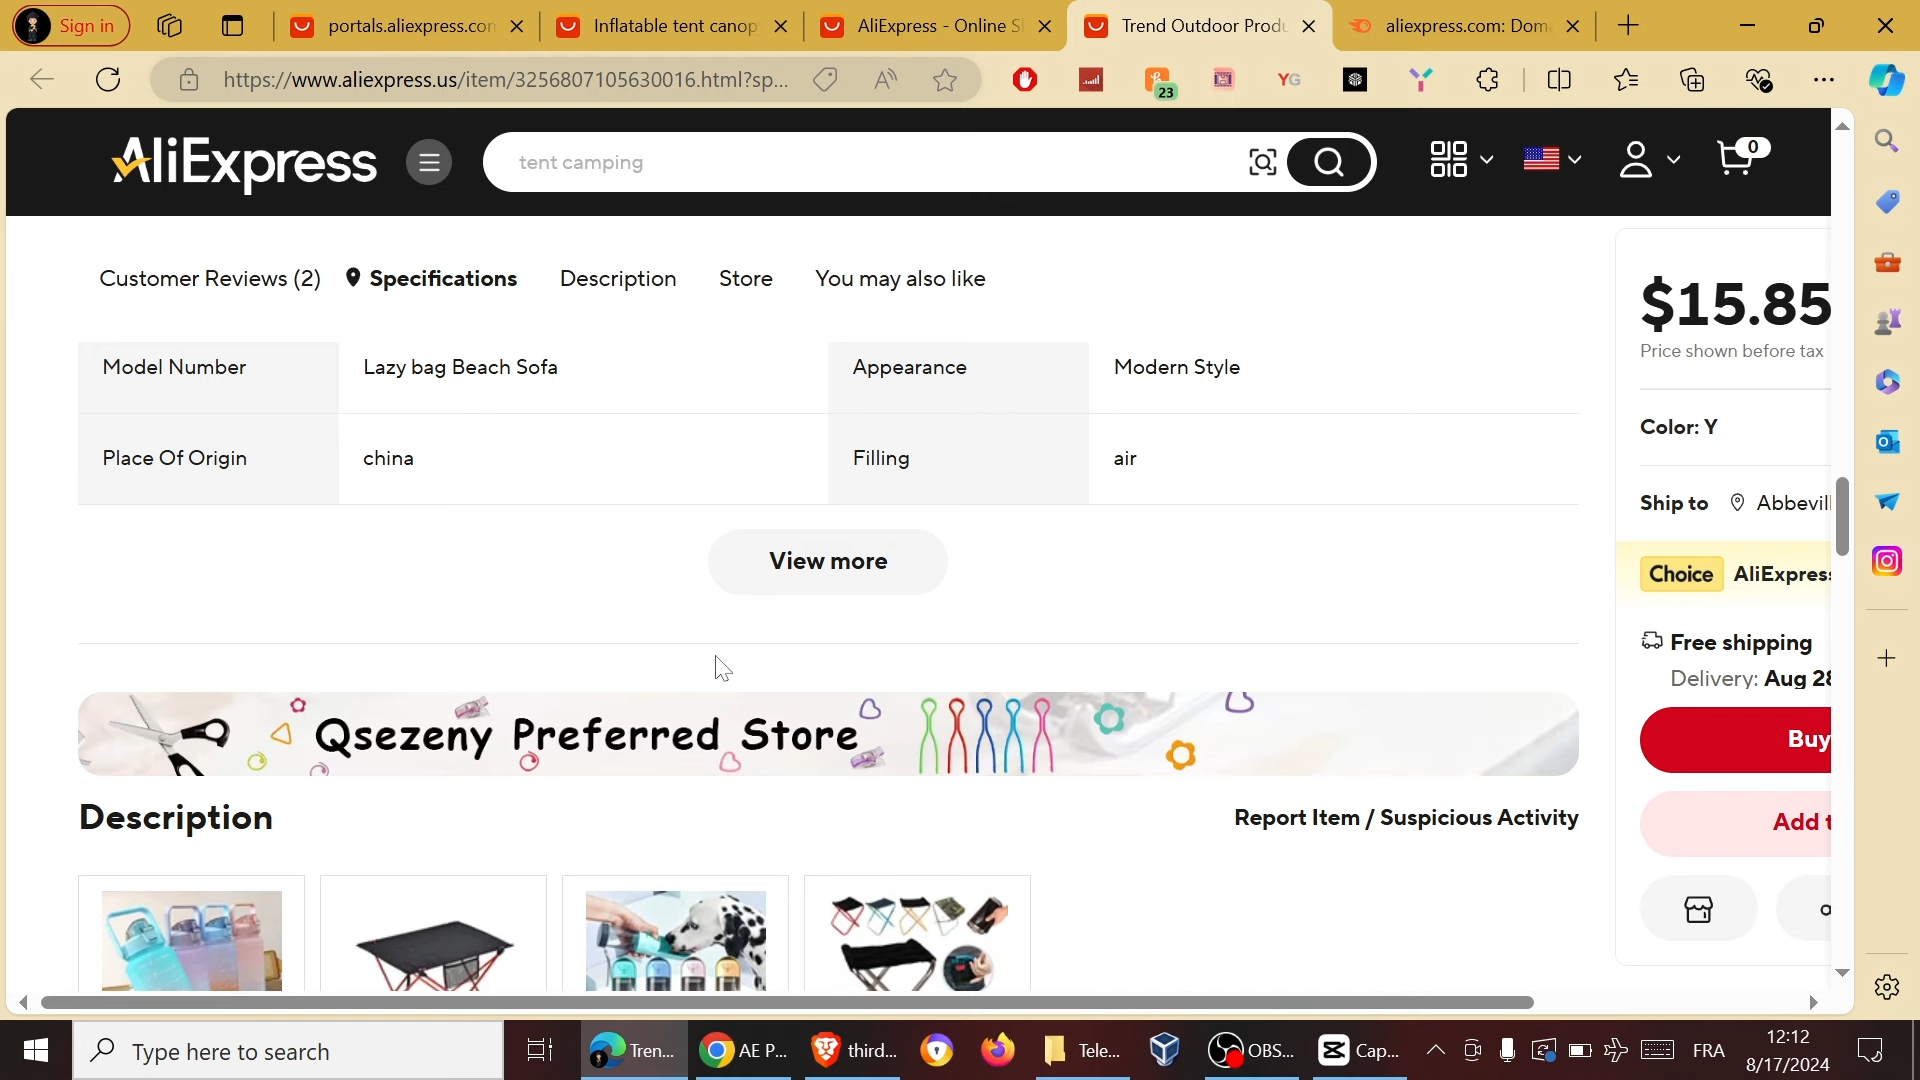 Sign in
portals.aliexpress.con
Inflatable tent canop
AliExpress - Online S
Trend Outdoor Produ
aliexpress.com: Doma
https://www.aliexpress.us/item/3256807105630016.html?sp...
23
YG
AliExpress
tent camping
0
Customer Reviews (2)
Specifications
Description
Store
You may also like
$15.85
Price shown before tax
Model Number
Lazy bag Beach Sofa
Appearance
Modern Style
Color: Y
Place Of Origin
china
Filling
air
Ship to
Abbevill
View more
Choice
AliExpress
Free shipping
Delivery: Aug 28
Qsezeny Preferred Store
Buy
Description
Report Item / Suspicious Activity
Add t
Type here to search
Tren...
AE P...
third...
Tele...
OBS...
Cap...
FRA
12:12
8/17/2024